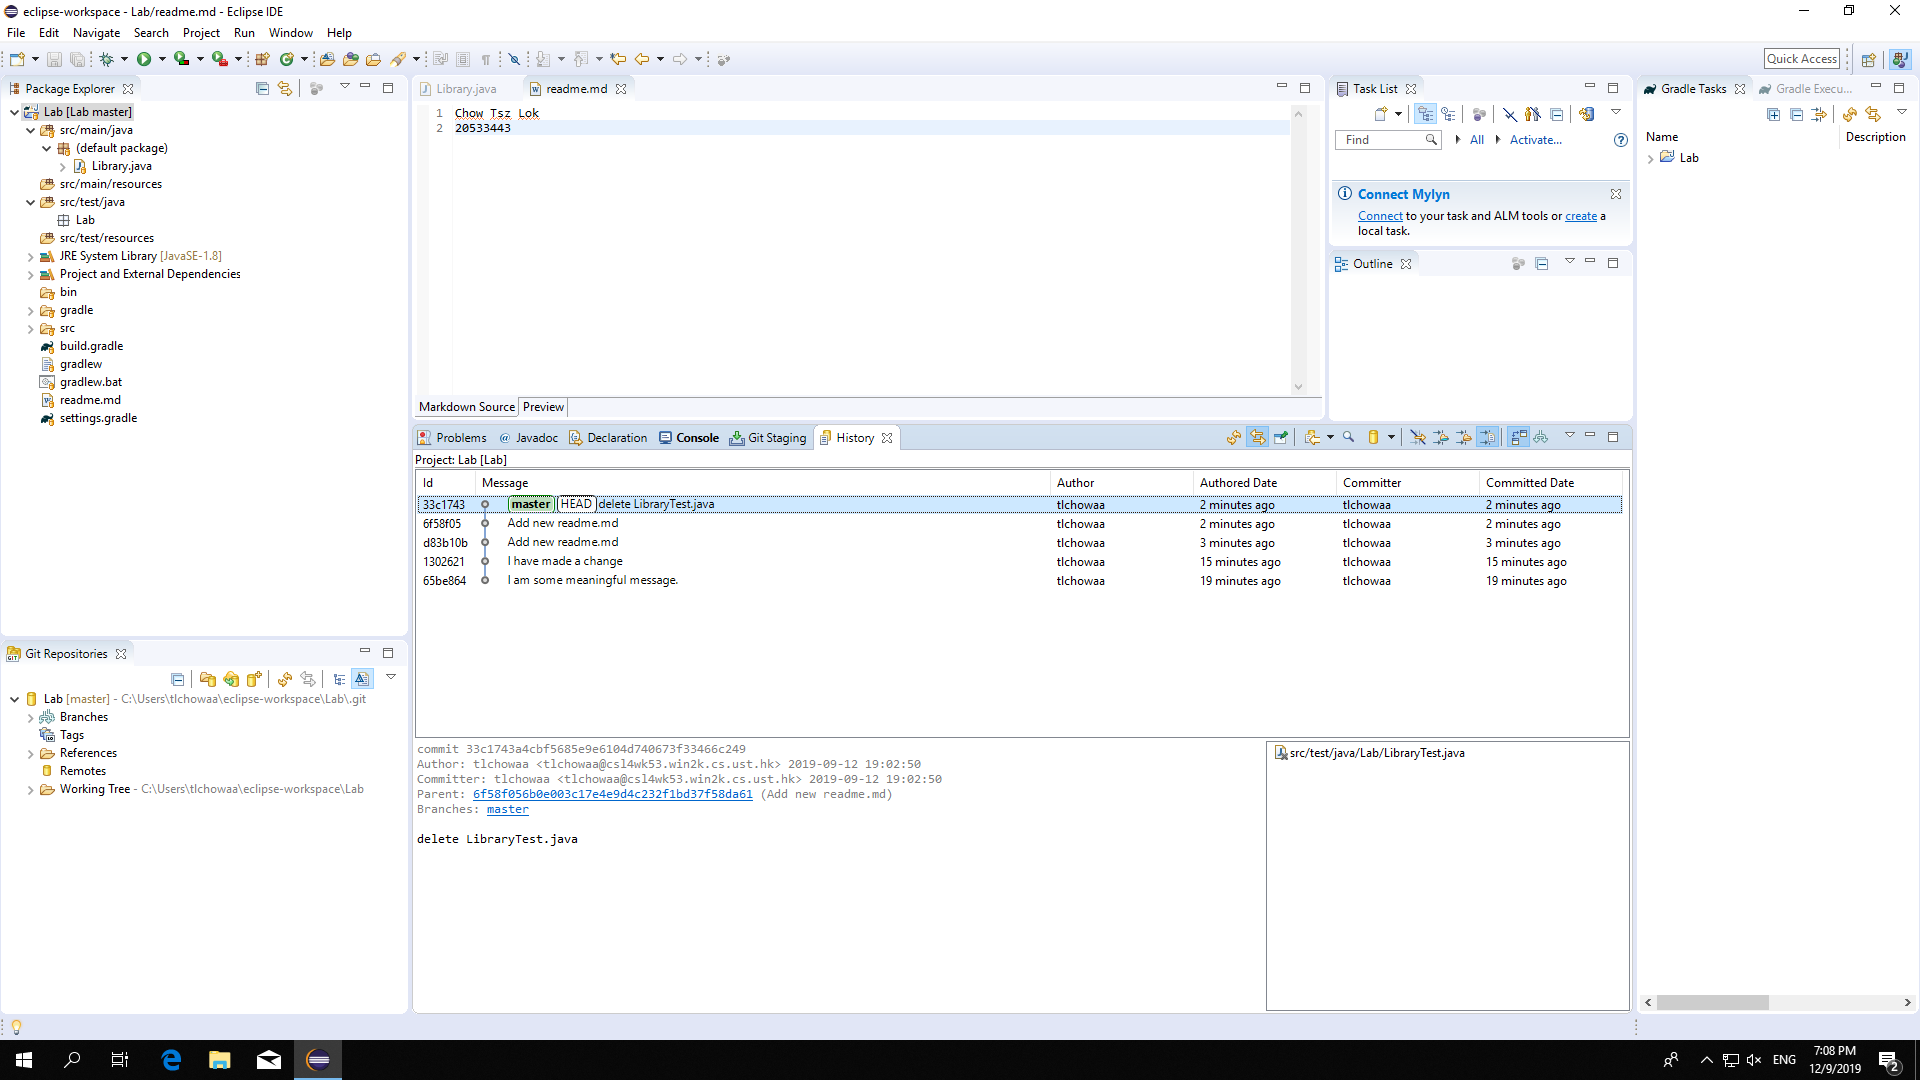 eclipse-workspace - Lab/readme.md - Eclipse IDE
File Edit Navigate Search Project Run Window Help
Quick Access
Package Explorer
Lab [Lab master]
src/main/java
(default package)
Library.java
src/main/resources
src/test/java
Lab
src/test/resources
JRE System Library [JavaSE-1.8]
Project and External Dependencies
bin
gradle
src
build.gradle
gradlew
gradlew.bat
readme.md
settings.gradle
Library.java readme.md
1 Chow Tsz Lok
2 20533443
Markdown Source Preview
Task List
Find All Activate...
Connect Mylyn
Connect to your task and ALM tools or create a
local task.
Outline
Gradle Tasks Gradle Execu...
Name Description
Lab
Problems Javadoc Declaration Console Git Staging History
Project: Lab [Lab]
Id Message Author Authored Date Committer Committed Date
33c1743 master HEAD delete LibraryTest.java tlchowaa 2 minutes ago tlchowaa 2 minutes ago
6f58f05 Add new readme.md tlchowaa 2 minutes ago tlchowaa 2 minutes ago
d83b10b Add new readme.md tlchowaa 3 minutes ago tlchowaa 3 minutes ago
1302621 I have made a change tlchowaa 15 minutes ago tlchowaa 15 minutes ago
65be864 I am some meaningful message. tlchowaa 19 minutes ago tlchowaa 19 minutes ago
commit 33c1743a4cbf5685e9e6104d740673f33466c249
Author: tlchowaa <tlchowaa@csl4wk53.win2k.cs.ust.hk> 2019-09-12 19:02:50
Committer: tlchowaa <tlchowaa@csl4wk53.win2k.cs.ust.hk> 2019-09-12 19:02:50
Parent: 6f58f056b0e003c17e4e9d4c232f1bd37f58da61 (Add new readme.md)
Branches: master
delete LibraryTest.java
src/test/java/Lab/LibraryTest.java
Git Repositories
Lab [master] - C:\Users\tlchowaa\eclipse-workspace\Lab\.git
Branches
Tags
References
Remotes
Working Tree - C:\Users\tlchowaa\eclipse-workspace\Lab
ENG
7:08 PM
12/9/2019
2